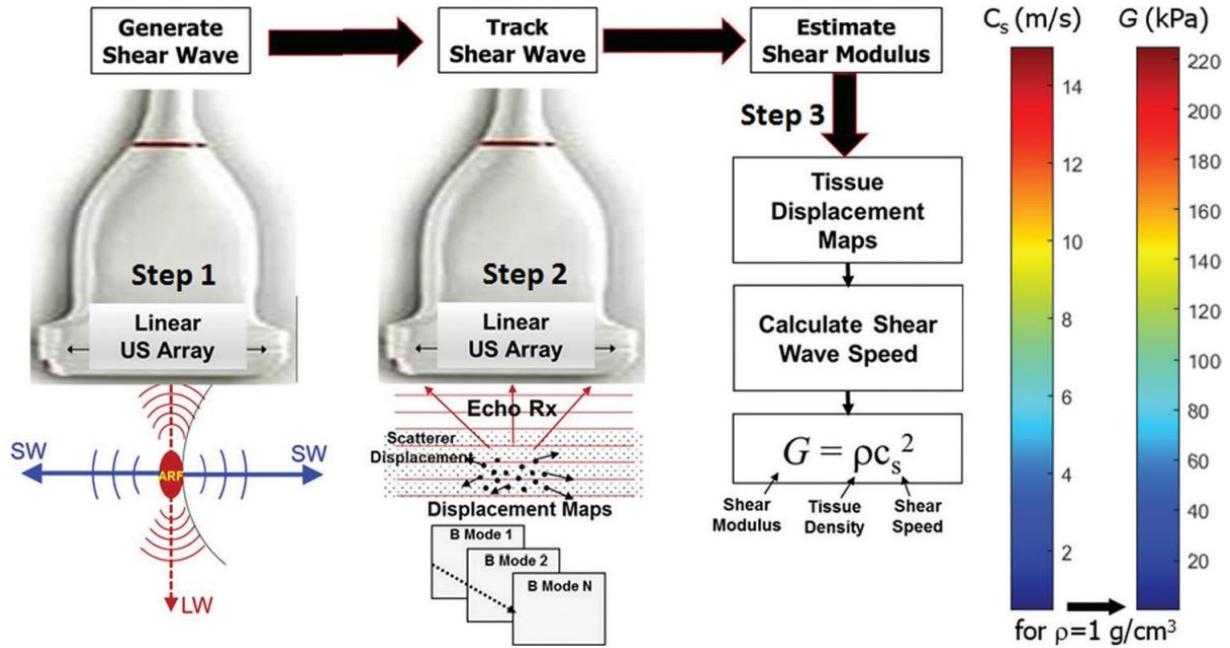 Generate
Shear Wave
Track
Shear Wave
Estimate
Shear Modulus
Step 1
Linear
US Array
SW
SW
ARF
LW
Step 2
Linear
US Array
Echo Rx
Scatterer
Displacement
Displacement Maps
B Mode 1
B Mode 2
B Mode N
Step 3
Tissue
Displacement
Maps
Calculate Shear
Wave Speed
G = ρcₛ²
Shear
Modulus
Tissue
Density
Shear
Speed
Cₛ (m/s)
14
12
10
8
6
4
2
G (kPa)
220
200
180
160
140
120
100
80
60
40
20
for ρ=1 g/cm³